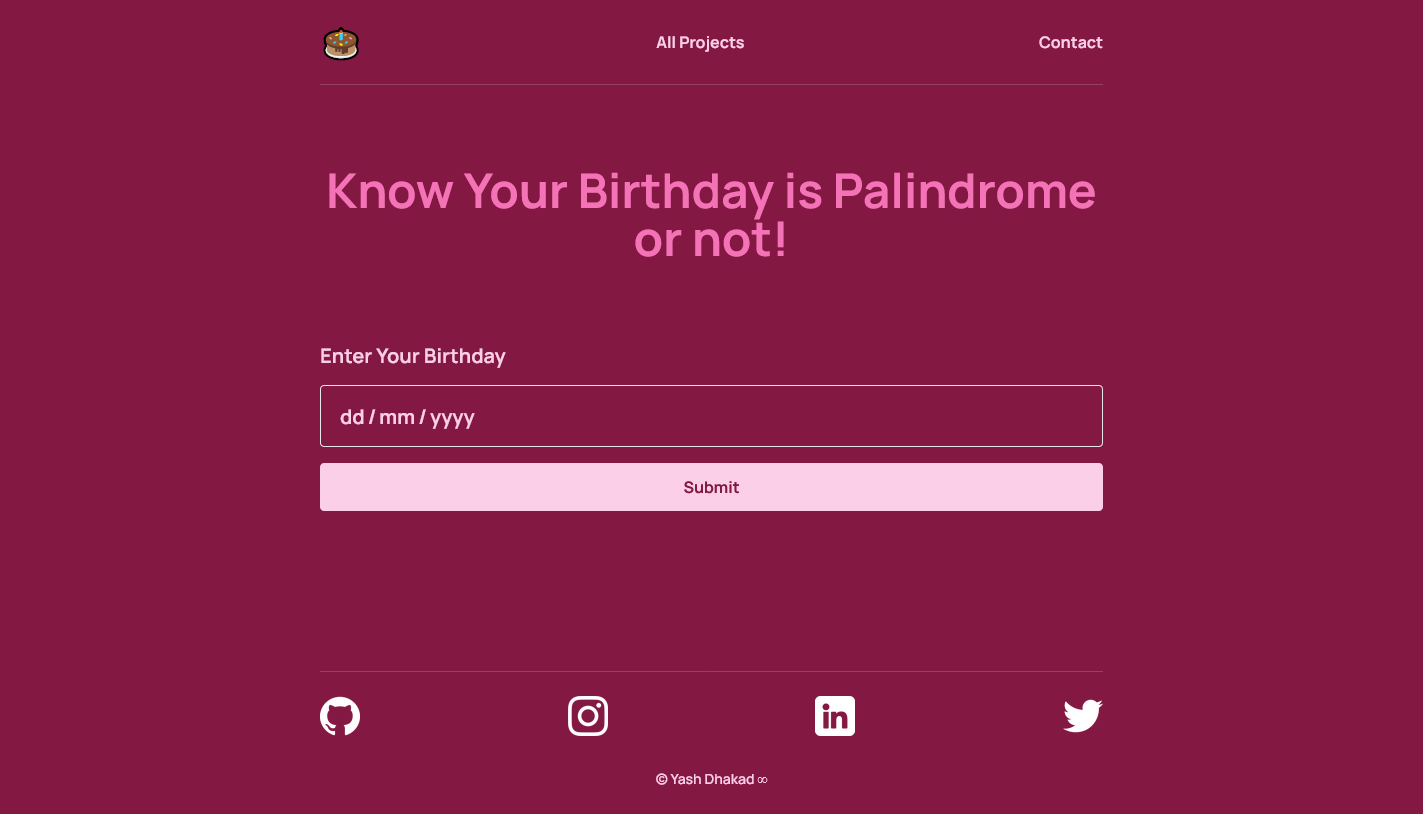 All Projects
Contact
Know Your Birthday is Palindrome
or not!
Enter Your Birthday
dd / mm / yyyy
Submit
in
© Yash Dhakad ∞